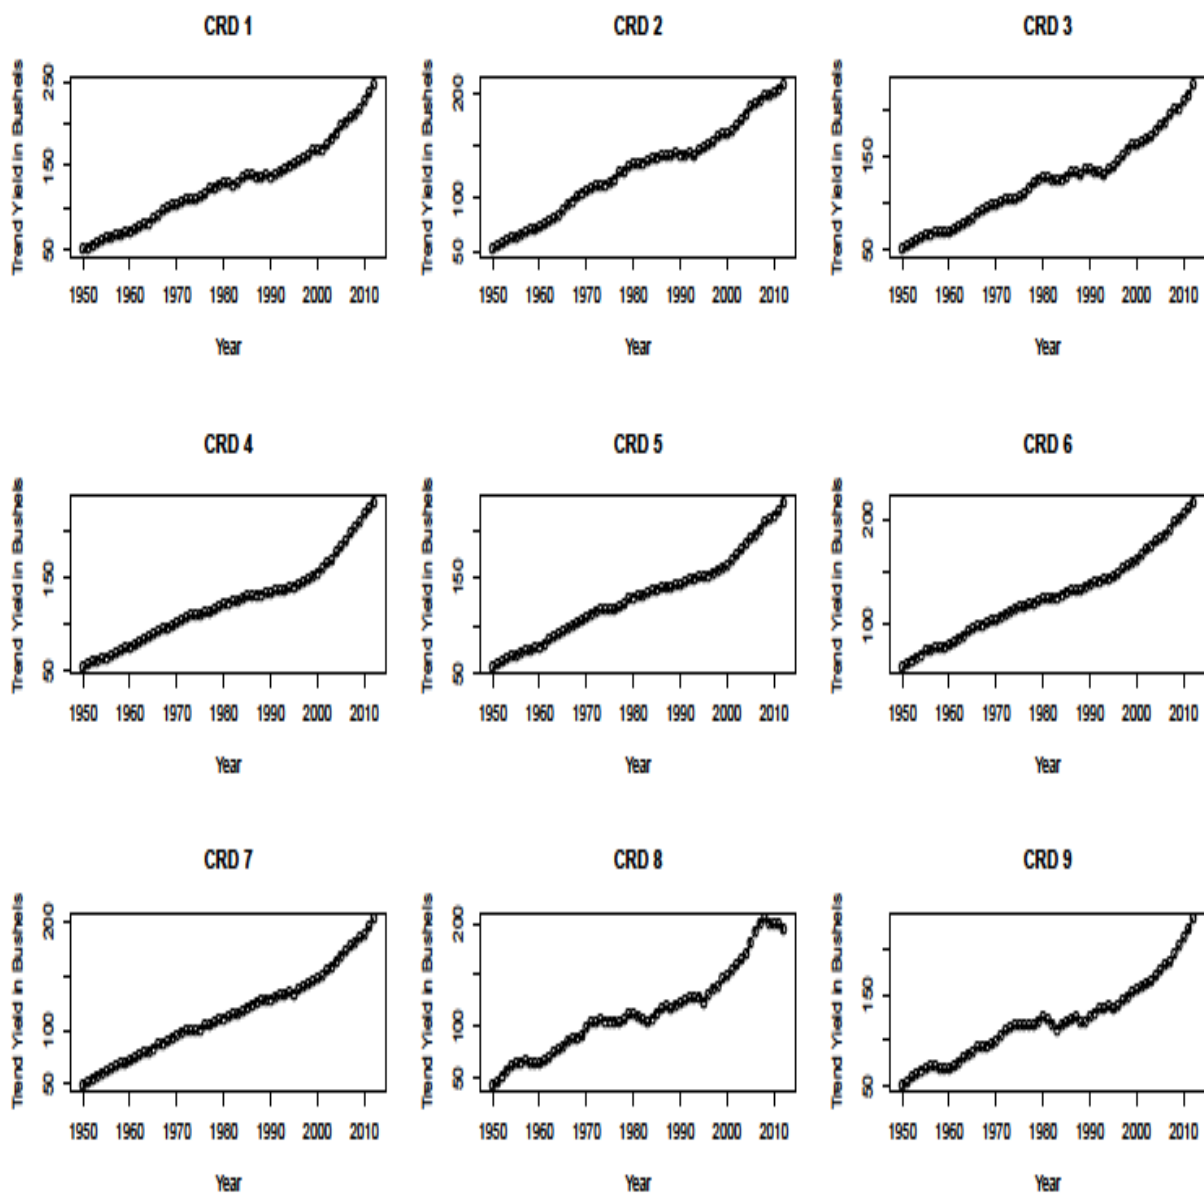 CRD 1
CRD 2
CRD 3
Trend Yield in Bushels
50
150
250
1950 1960 1970 1980 1990 2000 2010
Year
Trend Yield in Bushels
50
100
200
1950 1960 1970 1980 1990 2000 2010
Year
Trend Yield in Bushels
50
150
1950 1960 1970 1980 1990 2000 2010
Year
CRD 4
CRD 5
CRD 6
Trend Yield in Bushels
50
150
1950 1960 1970 1980 1990 2000 2010
Year
Trend Yield in Bushels
50
150
1950 1960 1970 1980 1990 2000 2010
Year
Trend Yield in Bushels
100
200
1950 1960 1970 1980 1990 2000 2010
Year
CRD 7
CRD 8
CRD 9
Trend Yield in Bushels
50
100
200
1950 1960 1970 1980 1990 2000 2010
Year
Trend Yield in Bushels
50
100
200
1950 1960 1970 1980 1990 2000 2010
Year
Trend Yield in Bushels
50
150
1950 1960 1970 1980 1990 2000 2010
Year